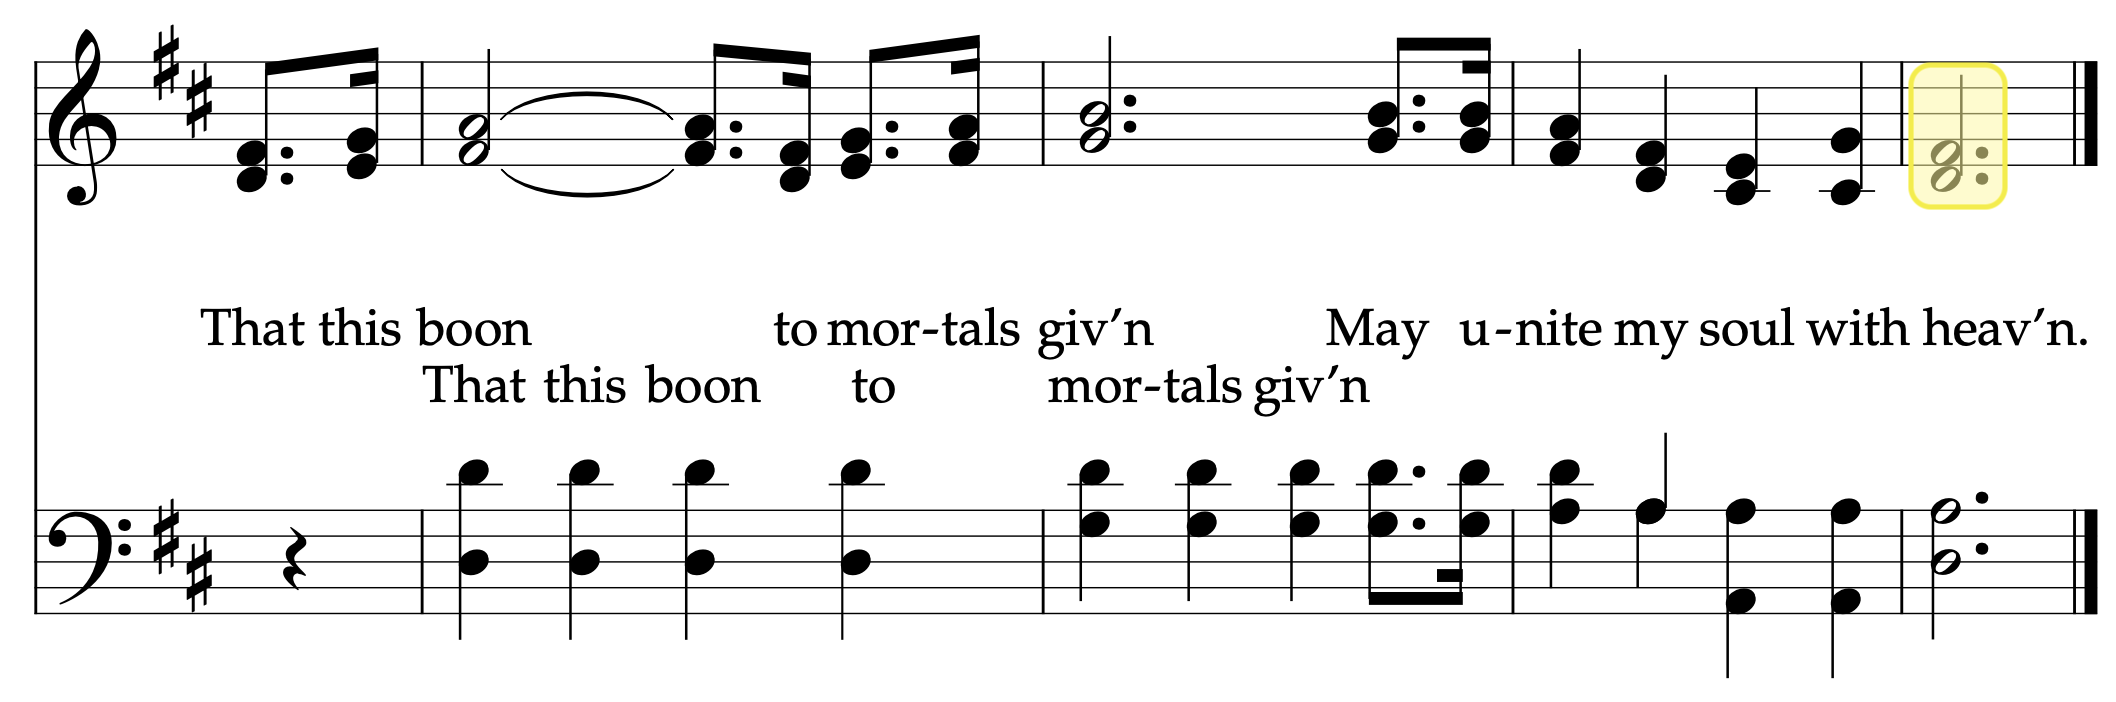 That this boon to mor-tals giv’n May u-nite my soul with heav’n.
That this boon to mor-tals giv’n